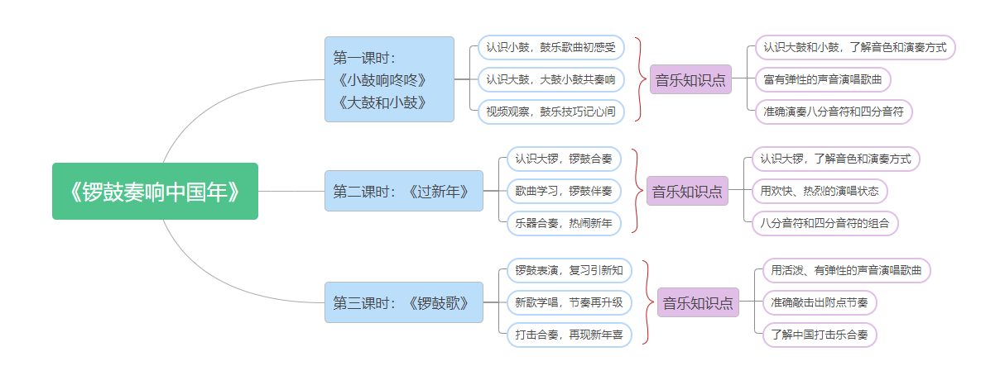 《锣鼓奏响中国年》
第一课时：
《小鼓响咚咚》
《大鼓和小鼓》
认识小鼓，鼓乐歌曲初感受
认识大鼓，大鼓小鼓共奏响
视频观察，鼓乐技巧记心间
音乐知识点
认识大鼓和小鼓，了解音色和演奏方式
富有弹性的声音演唱歌曲
准确演奏八分音符和四分音符
第二课时：《过新年》
认识大锣，锣鼓合奏
歌曲学习，锣鼓伴奏
乐器合奏，热闹新年
音乐知识点
认识大锣，了解音色和演奏方式
用欢快、热烈的演唱状态
八分音符和四分音符的组合
第三课时：《锣鼓歌》
锣鼓表演，复习引新知
新歌学唱，节奏再升级
打击合奏，再现新年喜
音乐知识点
用活泼、有弹性的声音演唱歌曲
准确敲击出附点节奏
了解中国打击乐合奏